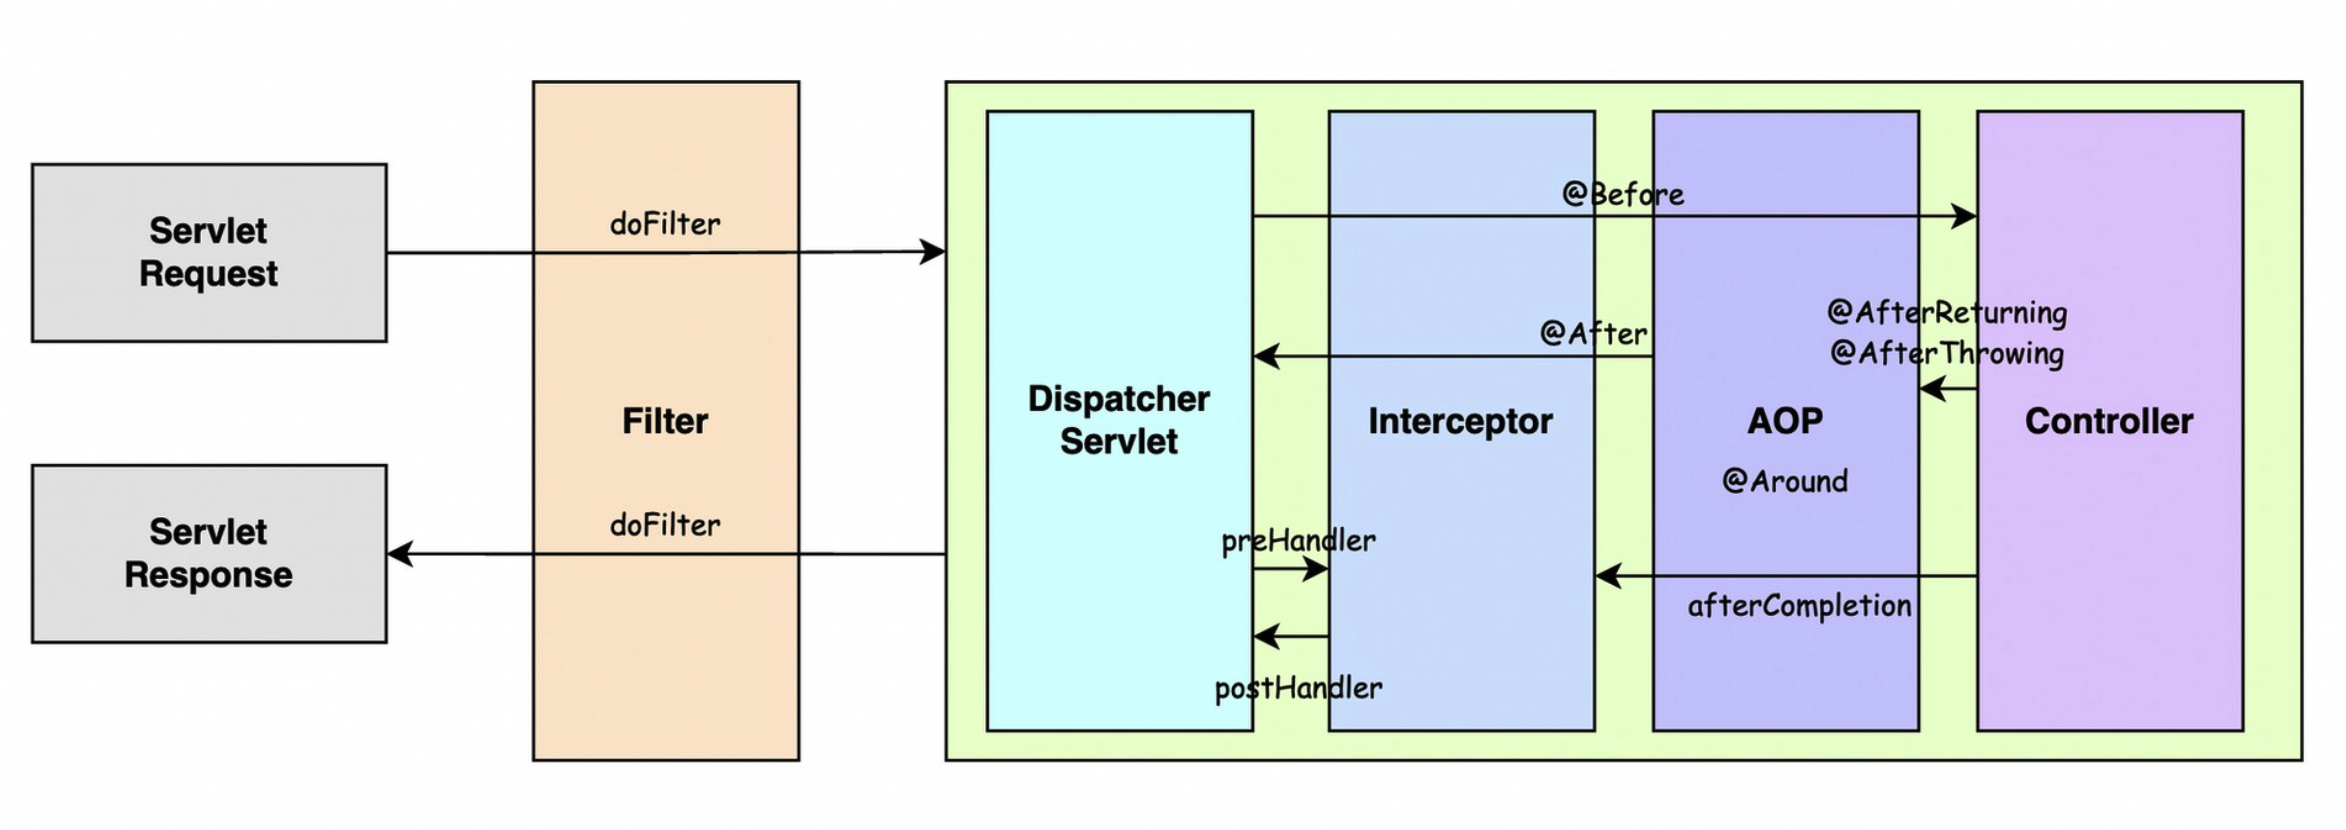 Servlet
Request
doFilter
Filter
doFilter
Servlet
Response
Dispatcher
Servlet
Interceptor
AOP
@Around
Controller
@Before
@After
@AfterReturning
@AfterThrowing
preHandler
postHandler
afterCompletion